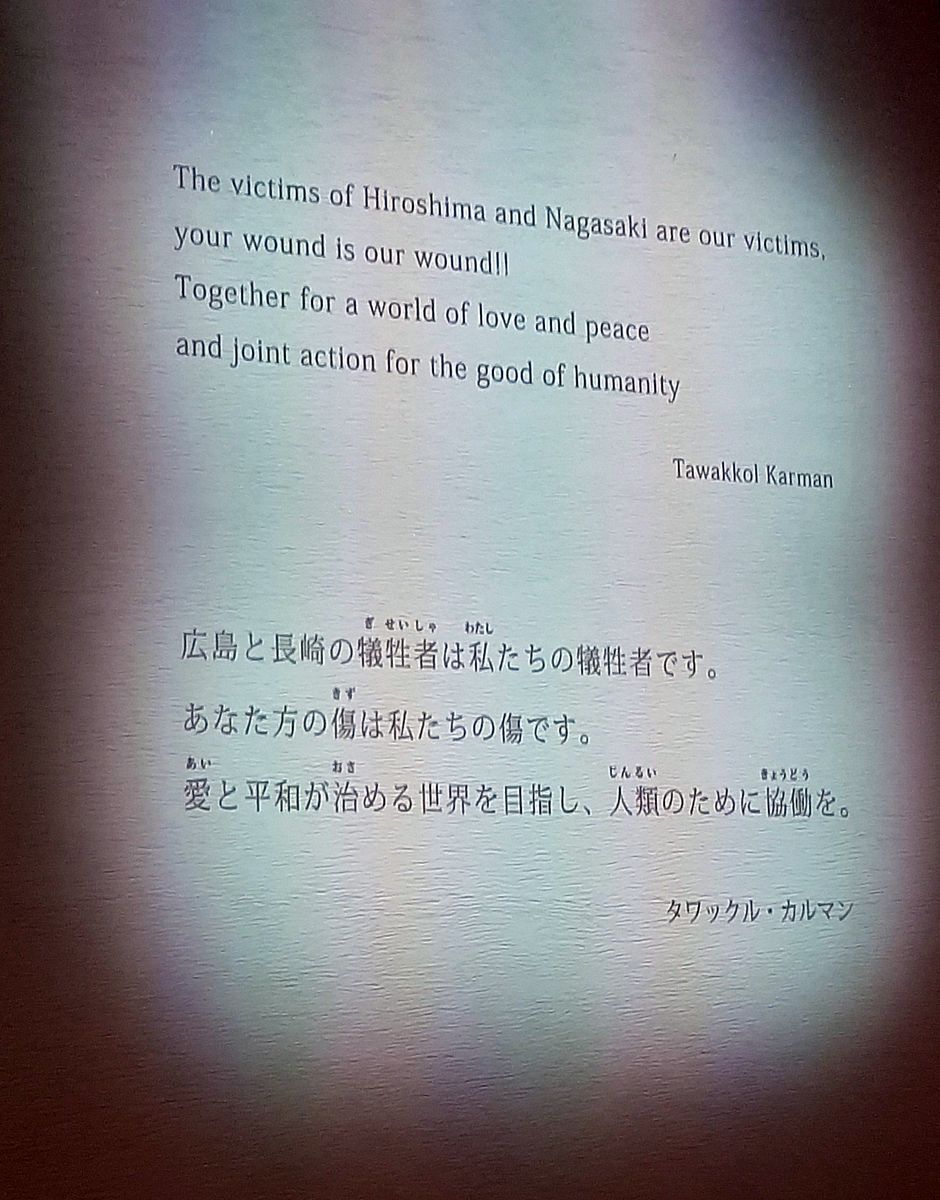 The victims of Hiroshima and Nagasaki are our victims,
your wound is our wound!!
Together for a world of love and peace
and joint action for the good of humanity
Tawakkol Karman
ぎ せいしゃ わたし
広島と長崎の犠牲者は私たちの犠牲者です。
きず
あなた方の傷は私たちの傷です。
あい おさ じんるい きょうどう
愛と平和が治める世界を目指し、人類のために協働を。
タワックル・カルマン